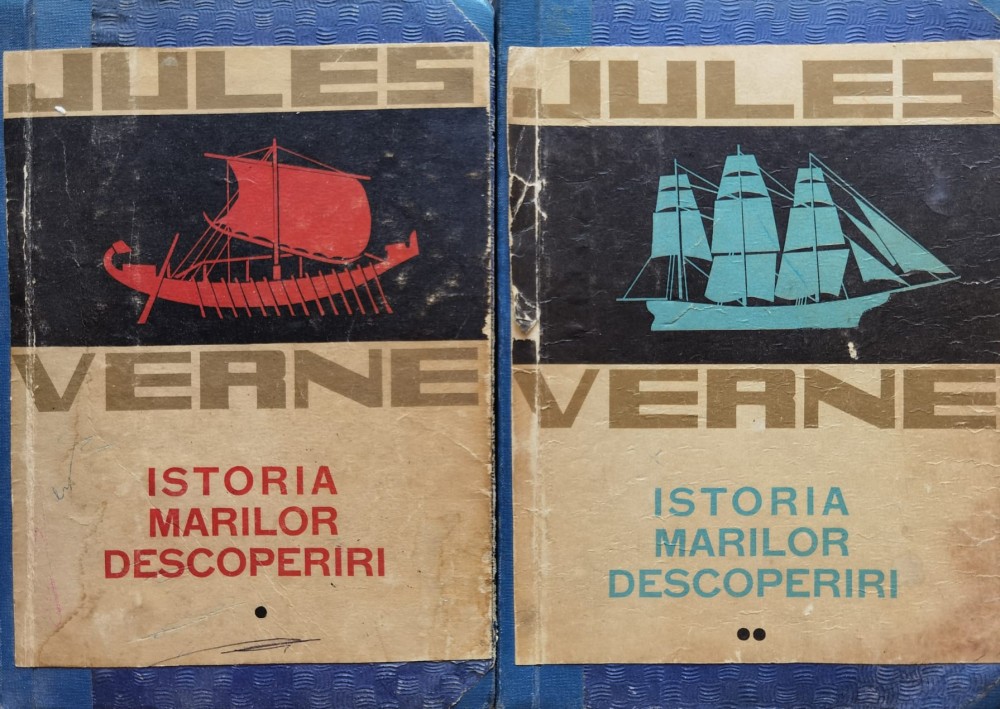 JULES
VERNE
ISTORIA
MARILOR
DESCOPERIRI
JULES
VERNE
ISTORIA
MARILOR
DESCOPERIRI